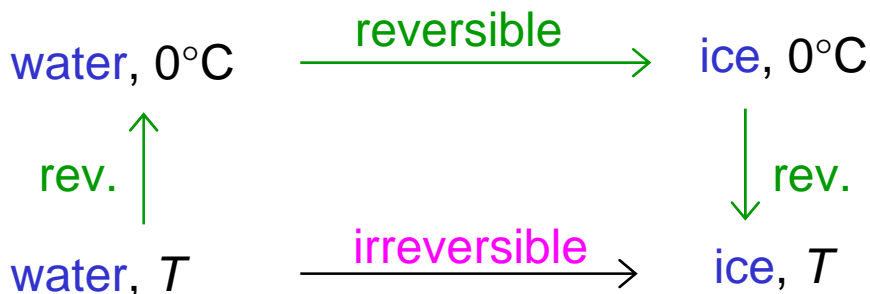 reversible
water, 0°C
ice, 0°C
rev.
rev.
irreversible
water, T
ice, T